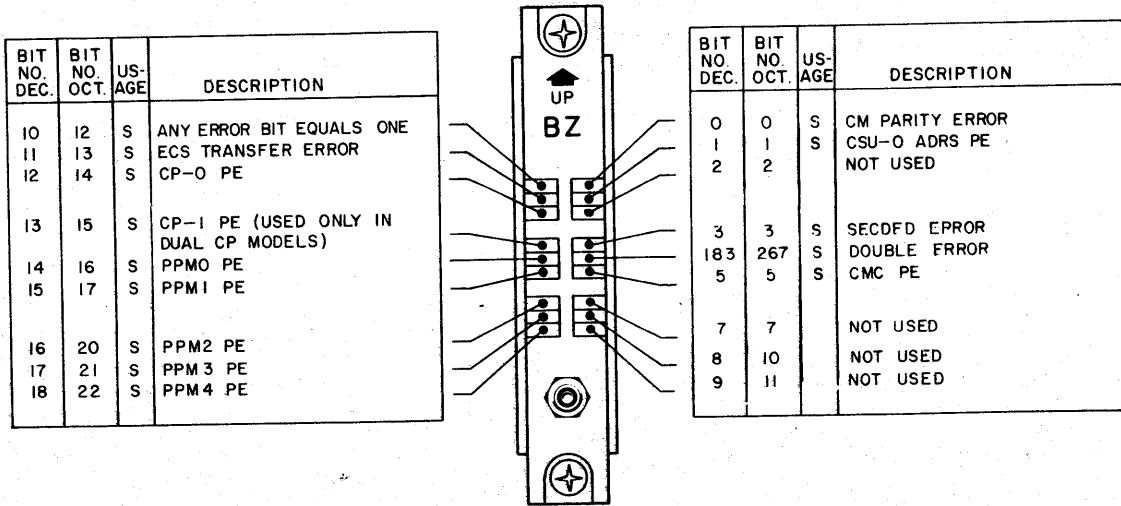 BIT NO. DEC. BIT NO. OCT. US-AGE DESCRIPTION
10 12 S ANY ERROR BIT EQUALS ONE
11 13 S ECS TRANSFER ERROR
12 14 S CP-0 PE
13 15 S CP-1 PE (USED ONLY IN
DUAL CP MODELS)
14 16 S PPM0 PE
15 17 S PPM1 PE
16 20 S PPM2 PE
17 21 S PPM3 PE
18 22 S PPM4 PE
UP
BZ
BIT NO. DEC. BIT NO. OCT. US-AGE DESCRIPTION
0 0 S CM PARITY ERROR
1 1 S CSU-0 ADRS PE
2 2 NOT USED
3 3 S SECDED ERROR
183 267 S DOUBLE ERROR
5 5 S CMC PE
7 7 NOT USED
8 10 NOT USED
9 11 NOT USED